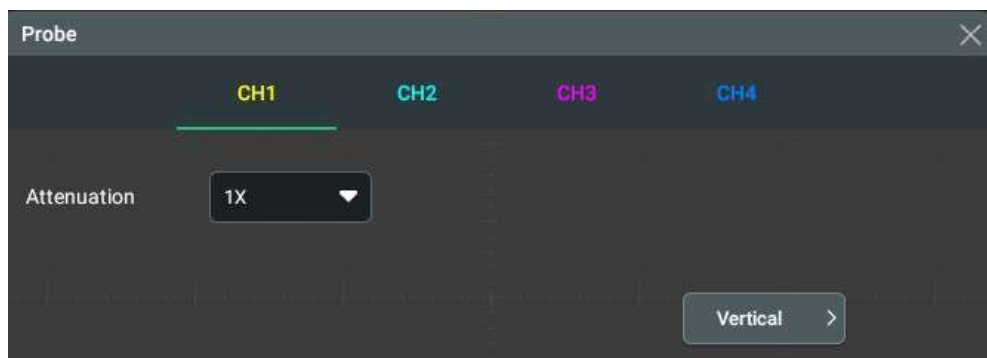 Probe
CH1 CH2 CH3 CH4
Attenuation 1X
Vertical